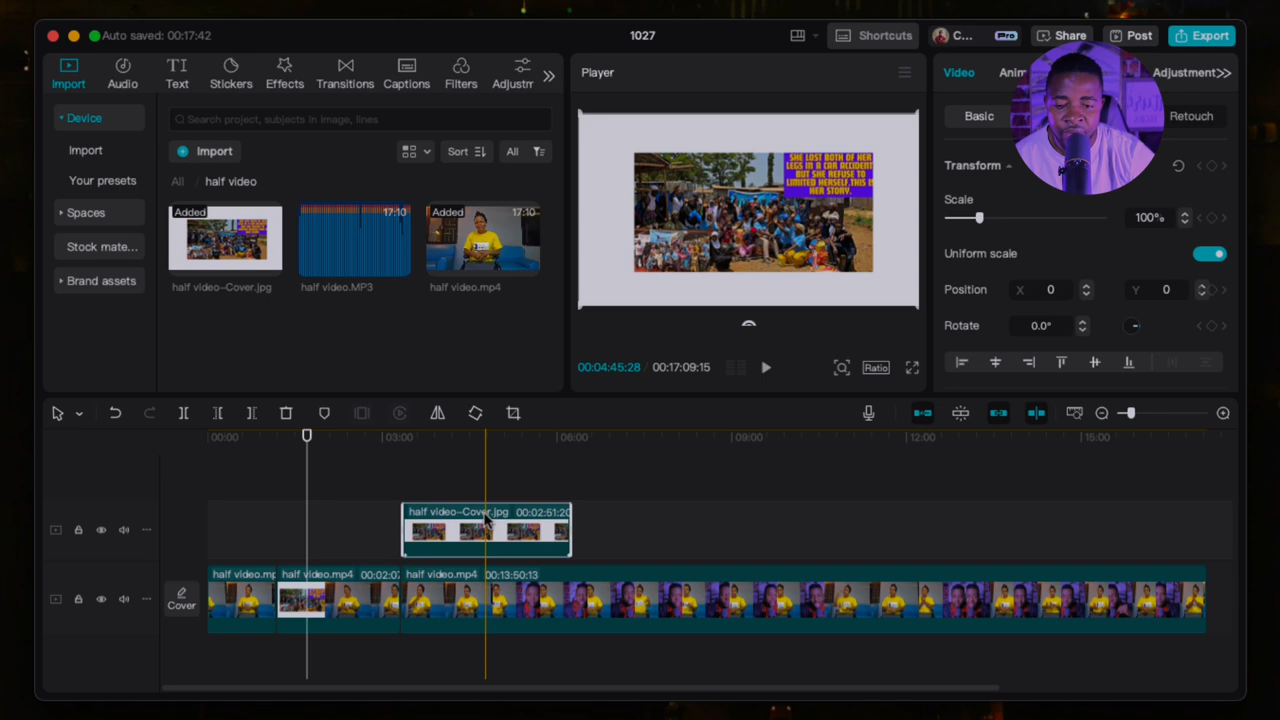 Auto saved: 00:17:42
1027
Shortcuts
C...
Pro
Share
Post
Export
Import
Audio
Text
Stickers
Effects
Transitions
Captions
Filters
Adjustm
Player
Video
Anim
Adjustment
Device
Search project, subjects in image, lines
Basic
Retouch
Import
Import
Sort
All
Transform
Your presets
All / half video
SHE LOST BOTH OF HER
LEGS IN A CAR ACCIDENT
BUT SHE REFUSE TO
LIMITED HERSELF.THIS IS
HER STORY.
Scale
100%
Spaces
Added
17:10
Added
17:10
Stock mate...
Uniform scale
Brand assets
half video-Cover.jpg
half video.MP3
half video.mp4
Position
X 0
Y 0
Rotate
0.0°
00:04:45:28 / 00:17:09:15
Ratio
00:00
03:00
06:00
09:00
12:00
15:00
half video-Cover.jpg 00:02:51:20
half video.mp
half video.mp4 00:02:07
half video.mp4 00:13:50:13
Cover